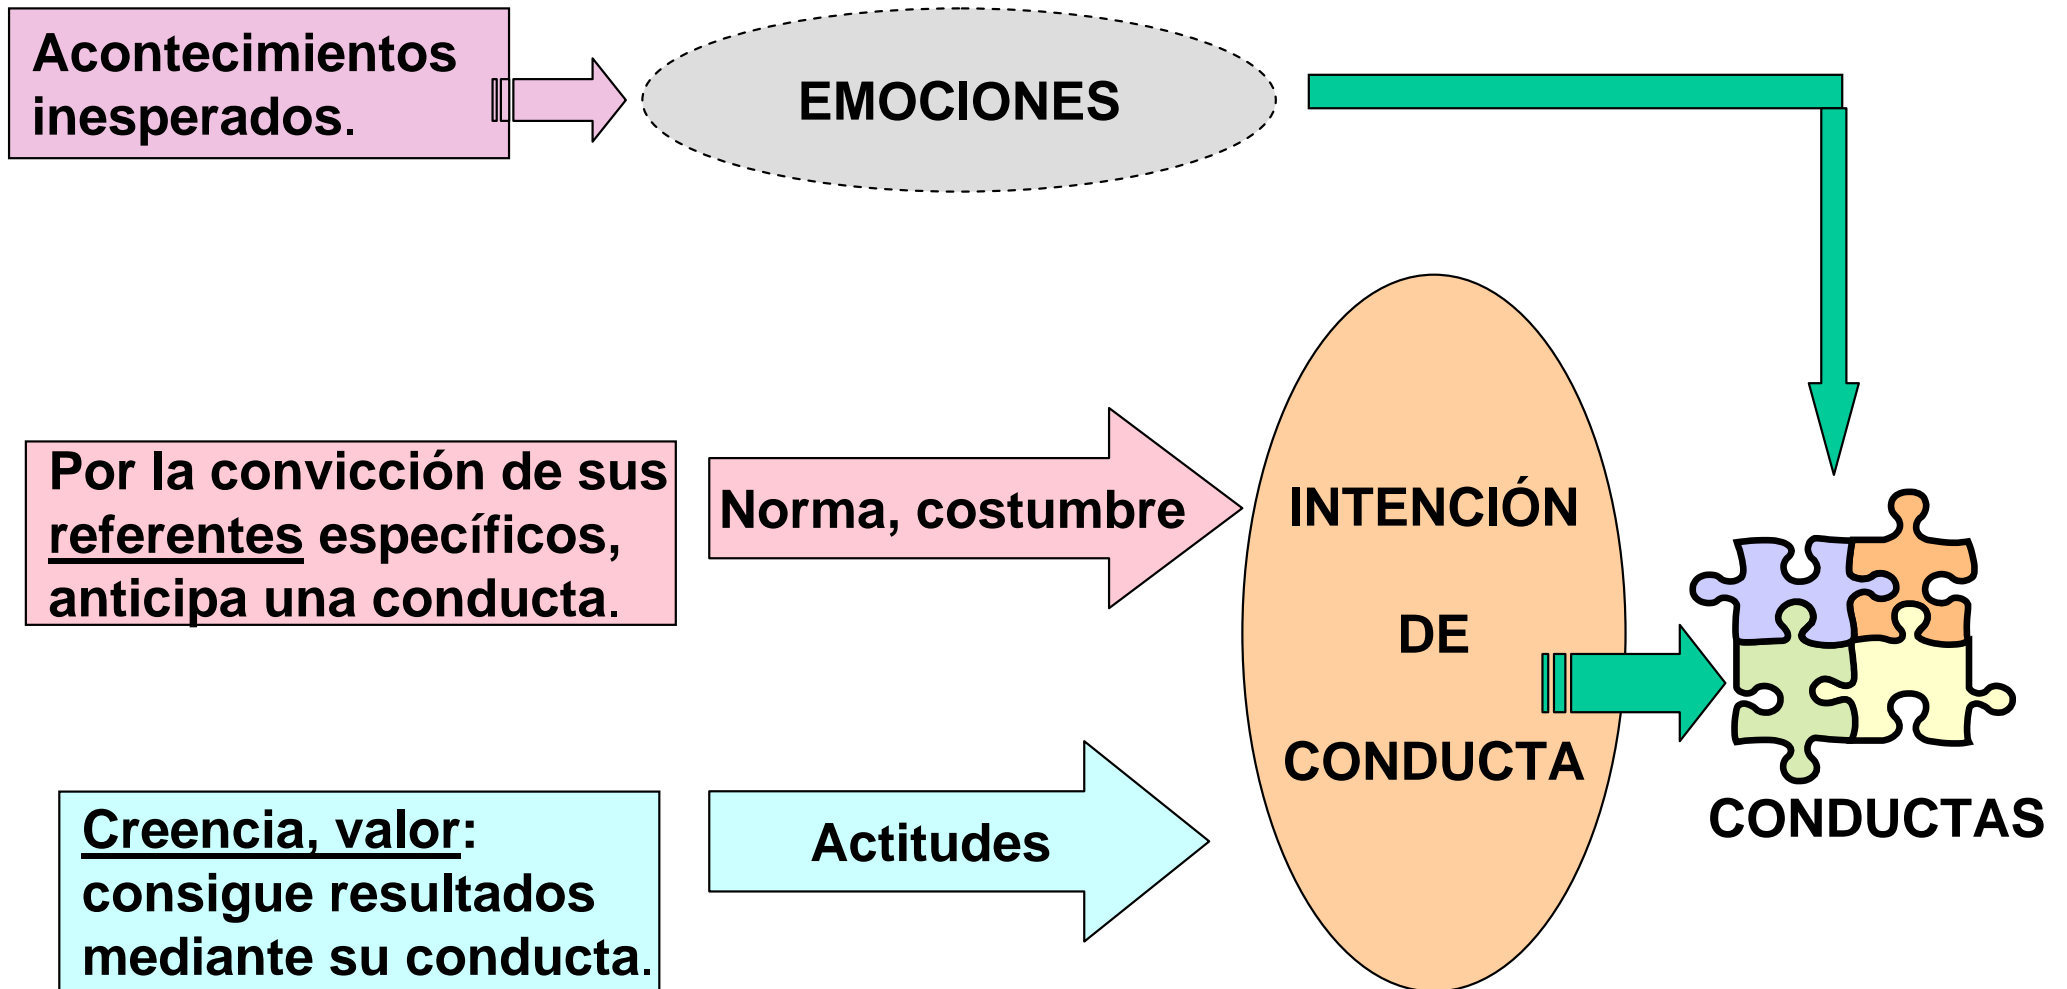 Acontecimientos
inesperados.
EMOCIONES
Por la convicción de sus
referentes específicos,
anticipa una conducta.
Norma, costumbre
INTENCIÓN
DE
CONDUCTA
Creencia, valor:
consigue resultados
mediante su conducta.
Actitudes
CONDUCTAS